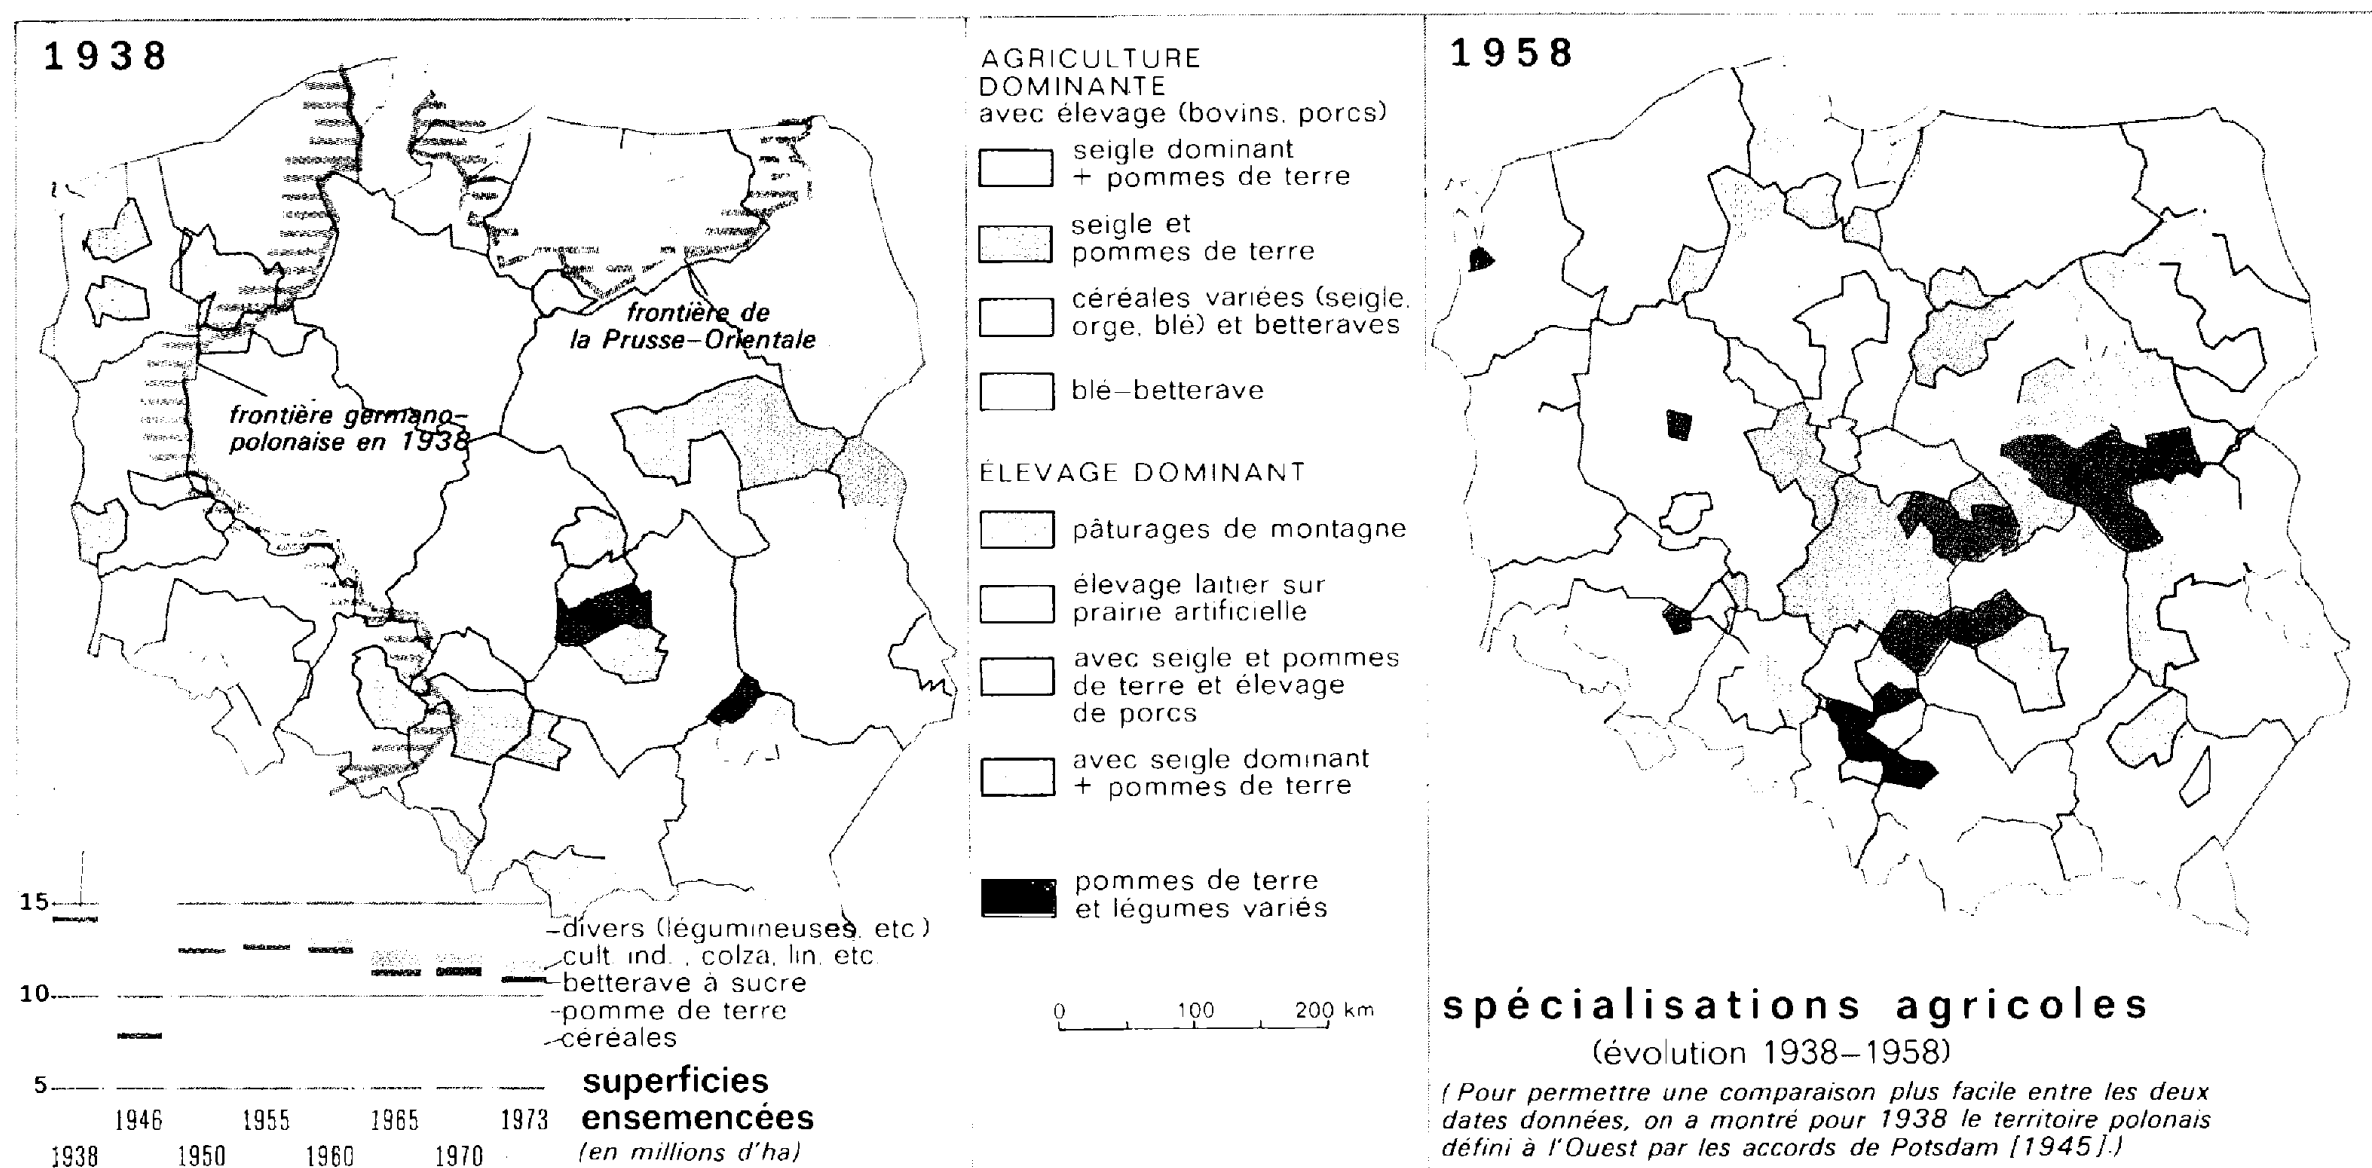 1938
frontière de
la Prusse–Orientale
frontière germano–
polonaise en 1938
15
10
5
–divers (légumineuses, etc)
cult. ind., colza, lin, etc.
betterave à sucre
–pomme de terre
céréales
superficies
ensemencées
(en millions d'ha)
1946 1955 1965 1973
1938 1950 1960 1970
AGRICULTURE
DOMINANTE
avec élevage (bovins, porcs)
seigle dominant
+ pommes de terre
seigle et
pommes de terre
céréales variées (seigle,
orge, blé) et betteraves
blé–betterave
ÉLEVAGE DOMINANT
pâturages de montagne
élevage laitier sur
prairie artificielle
avec seigle et pommes
de terre et élevage
de porcs
avec seigle dominant
+ pommes de terre
pommes de terre
et légumes variés
0 100 200 km
1958
spécialisations agricoles
(évolution 1938–1958)
(Pour permettre une comparaison plus facile entre les deux
dates données, on a montré pour 1938 le territoire polonais
défini à l'Ouest par les accords de Potsdam [1945].)